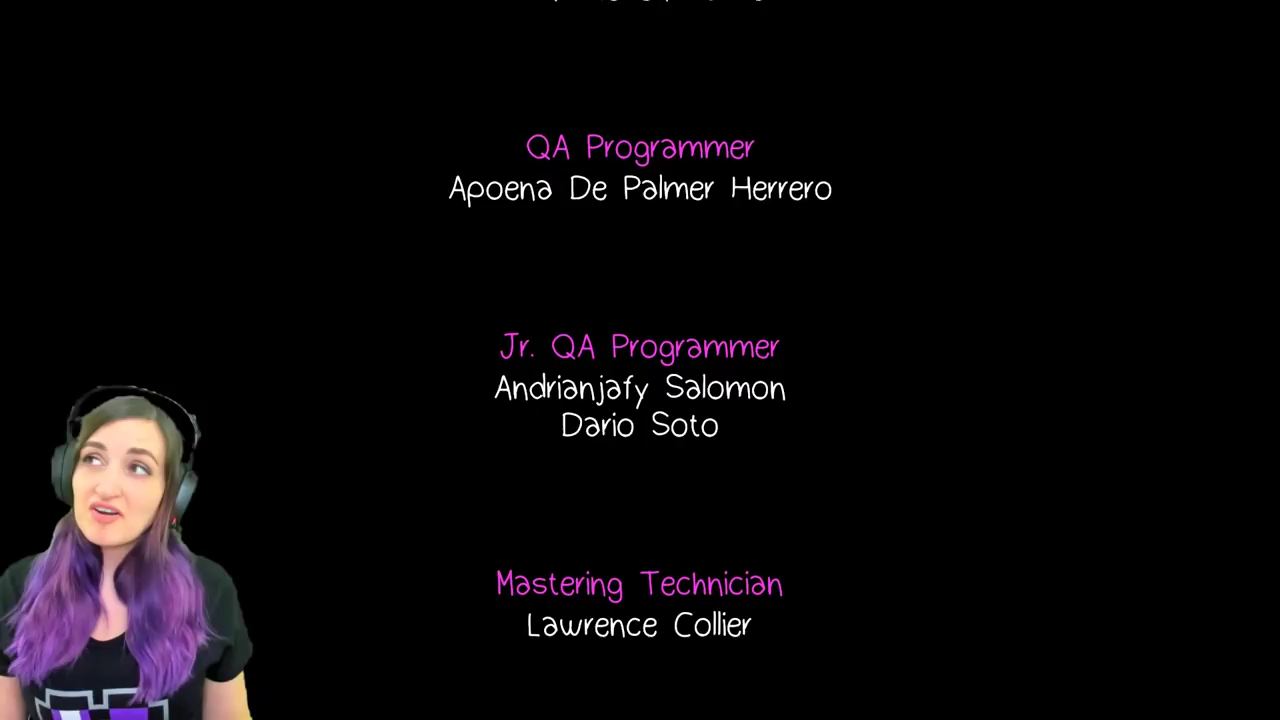 QA Programmer
Apoena De Palmer Herrero
Jr. QA Programmer
Andrianjafy Salomon
Dario Soto
Mastering Technician
Lawrence Collier